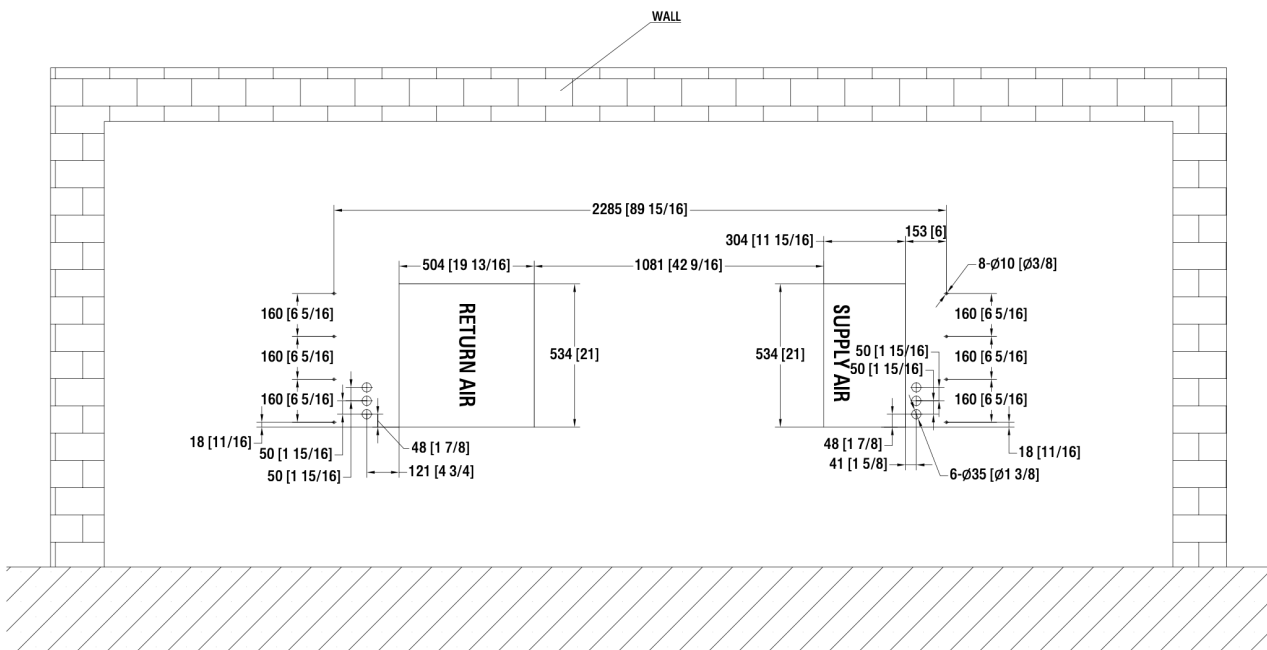 WALL
2285 [89 15/16]
153 [6]
304 [11 15/16]
504 [19 13/16]
1081 [42 9/16]
8-Ø10 [Ø3/8]
160 [6 5/16]
160 [6 5/16]
160 [6 5/16]
18 [11/16]
50 [1 15/16]
50 [1 15/16]
RETURN AIR
534 [21]
48 [1 7/8]
121 [4 3/4]
534 [21]
SUPPLY AIR
50 [1 15/16]
50 [1 15/16]
160 [6 5/16]
160 [6 5/16]
160 [6 5/16]
48 [1 7/8]
41 [1 5/8]
18 [11/16]
6-Ø35 [Ø1 3/8]